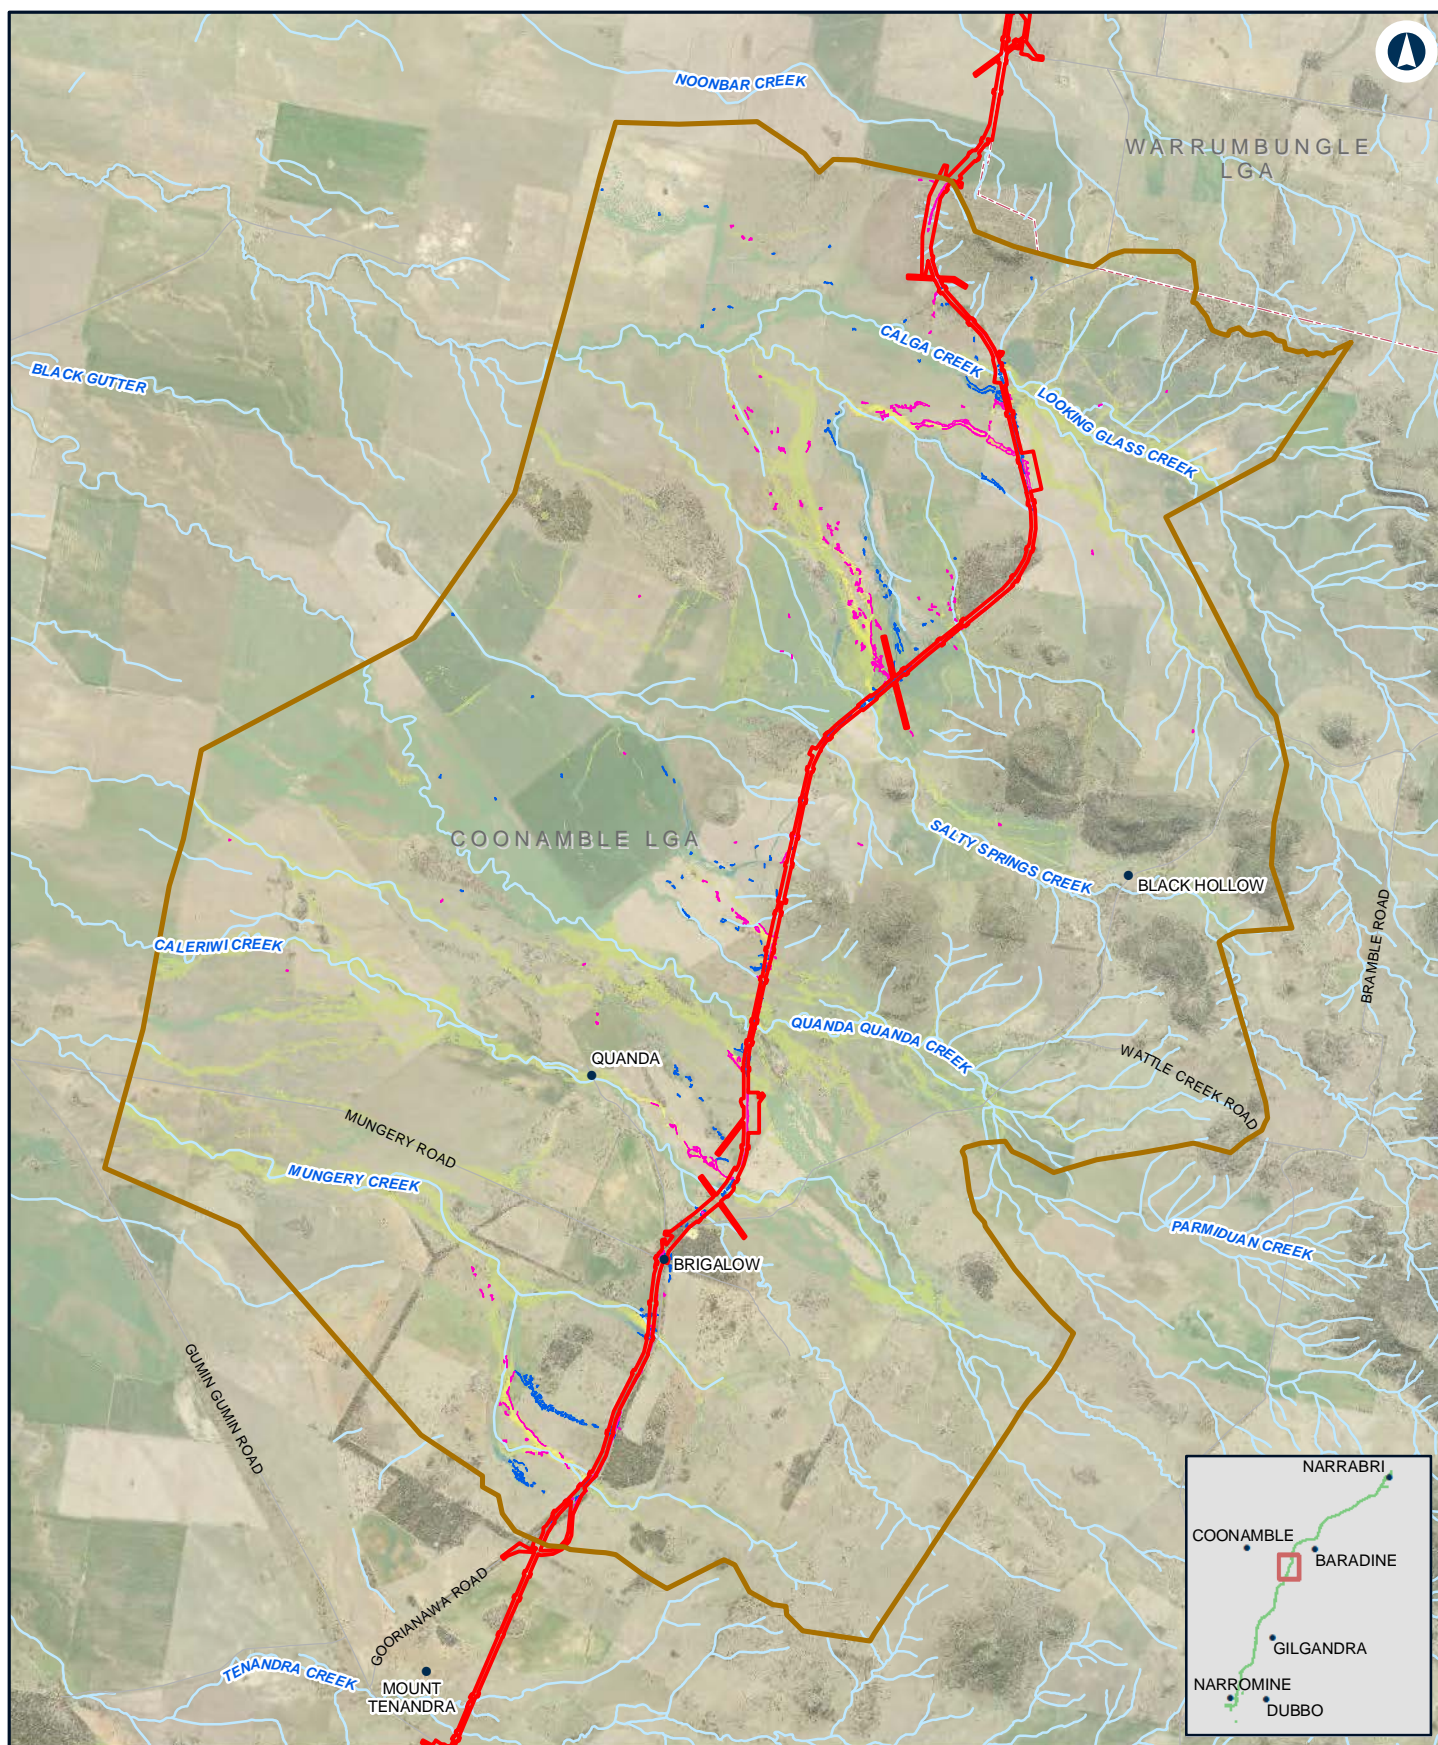 NOONBAR CREEK
WARRUMBUNGLE
LGA
CALGA CREEK
BLACK GUTTER
LOOKING GLASS CREEK
COONAMBLE LGA
SALTY SPRINGS CREEK
BLACK HOLLOW
BRAMBLE ROAD
CALERIWI CREEK
QUANDA QUANDA CREEK
QUANDA
WATTLE CREEK ROAD
MUNGERY ROAD
MUNGERY CREEK
PARMIDUAN CREEK
BRIGALOW
GUMIN GUMIN ROAD
GOORIANAWA ROAD
TENANDRA CREEK
MOUNT
TENANDRA
NARRABRI
COONAMBLE
BARADINE
GILGANDRA
NARROMINE
DUBBO